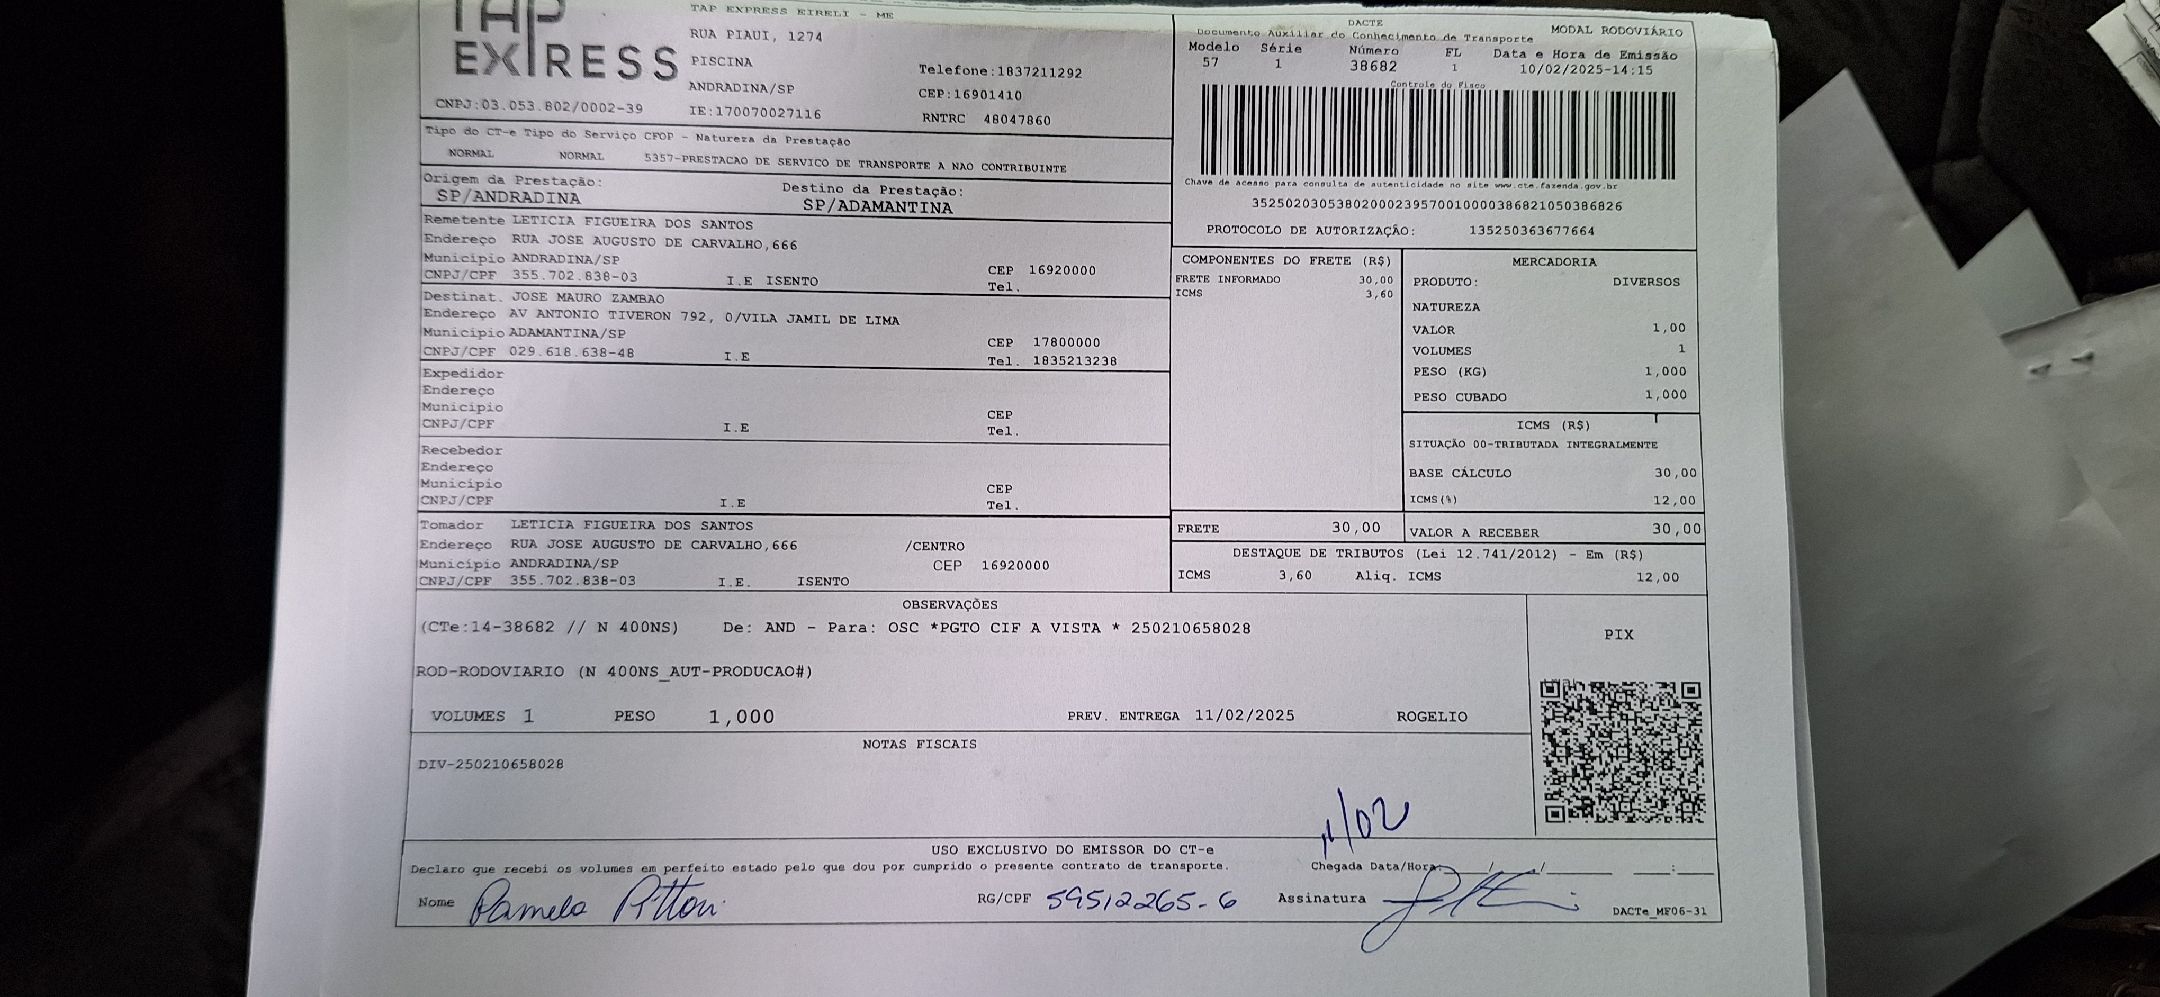 TAP EXPRESS
TAP EXPRESS EIRELI - ME
RUA PIAUI, 1274
PISCINA
Telefone:1837211292
ANDRADINA/SP
CEP:16901410
CNPJ:03.053.802/0002-39
IE:170070027116
RNTRC 48047860
DACTE
Documento Auxiliar do Conhecimento de Transporte
MODAL RODOVIÁRIO
Modelo Série Número FL Data e Hora de Emissão
57 1 38682 1 10/02/2025-14:15
Controle do Fisco
Chave de acesso para consulta de autenticidade no site www.cte.fazenda.gov.br
35250203053802000239570010000386821050386826
PROTOCOLO DE AUTORIZAÇÃO: 135250363677664
Tipo do CT-e Tipo do Serviço CFOP - Natureza da Prestação
NORMAL NORMAL 5357-PRESTACAO DE SERVICO DE TRANSPORTE A NAO CONTRIBUINTE
Origem da Prestação: Destino da Prestação:
SP/ANDRADINA SP/ADAMANTINA
Remetente LETICIA FIGUEIRA DOS SANTOS
Endereço RUA JOSE AUGUSTO DE CARVALHO,666
Município ANDRADINA/SP CEP 16920000
CNPJ/CPF 355.702.838-03 I.E ISENTO Tel.
Destinat. JOSE MAURO ZAMBAO
Endereço AV ANTONIO TIVERON 792, 0/VILA JAMIL DE LIMA
Município ADAMANTINA/SP CEP 17800000
CNPJ/CPF 029.618.638-48 I.E Tel. 1835213238
Expedidor
Endereço
Município CEP
CNPJ/CPF I.E Tel.
Recebedor
Endereço
Município CEP
CNPJ/CPF I.E Tel.
Tomador LETICIA FIGUEIRA DOS SANTOS
Endereço RUA JOSE AUGUSTO DE CARVALHO,666 /CENTRO
Município ANDRADINA/SP CEP 16920000
CNPJ/CPF 355.702.838-03 I.E. ISENTO
COMPONENTES DO FRETE (R$)
FRETE INFORMADO 30,00
ICMS 3,60
MERCADORIA
PRODUTO: DIVERSOS
NATUREZA
VALOR 1,00
VOLUMES 1
PESO (KG) 1,000
PESO CUBADO 1,000
ICMS (R$)
SITUAÇÃO 00-TRIBUTADA INTEGRALMENTE
BASE CÁLCULO 30,00
ICMS(%) 12,00
FRETE 30,00
VALOR A RECEBER 30,00
DESTAQUE DE TRIBUTOS (Lei 12.741/2012) - Em (R$)
ICMS 3,60 Aliq. ICMS 12,00
OBSERVAÇÕES
(CTe:14-38682 // N 400NS) De: AND - Para: OSC *PGTO CIF A VISTA * 250210658028
ROD-RODOVIARIO (N 400NS_AUT-PRODUCAO#)
VOLUMES 1 PESO 1,000 PREV. ENTREGA 11/02/2025 ROGELIO
PIX
NOTAS FISCAIS
DIV-250210658028
11/02
USO EXCLUSIVO DO EMISSOR DO CT-e
Declaro que recebi os volumes em perfeito estado pelo que dou por cumprido o presente contrato de transporte.
Chegada Data/Hora: / / :
Nome Pamela Pitton
RG/CPF 59512265-6
Assinatura
DACTe_MF06-31